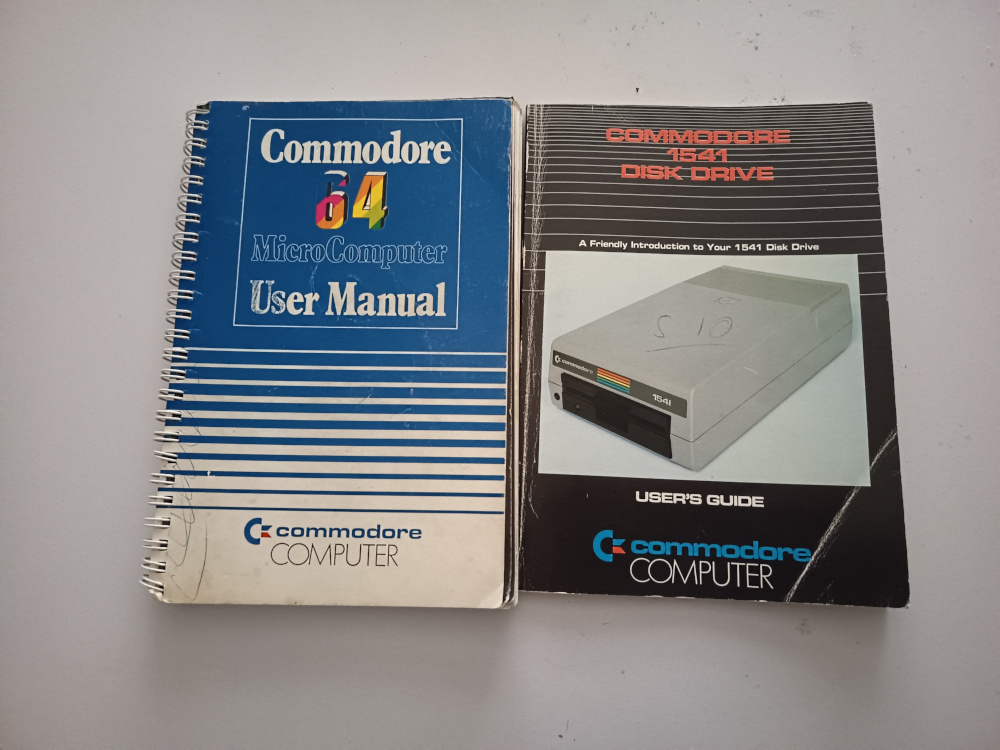 Commodore
64
MicroComputer
User Manual
commodore
COMPUTER
COMMODORE
1541
DISK DRIVE
A Friendly Introduction to Your 1541 Disk Drive
commodore
1541
S 10
USER'S GUIDE
commodore
COMPUTER